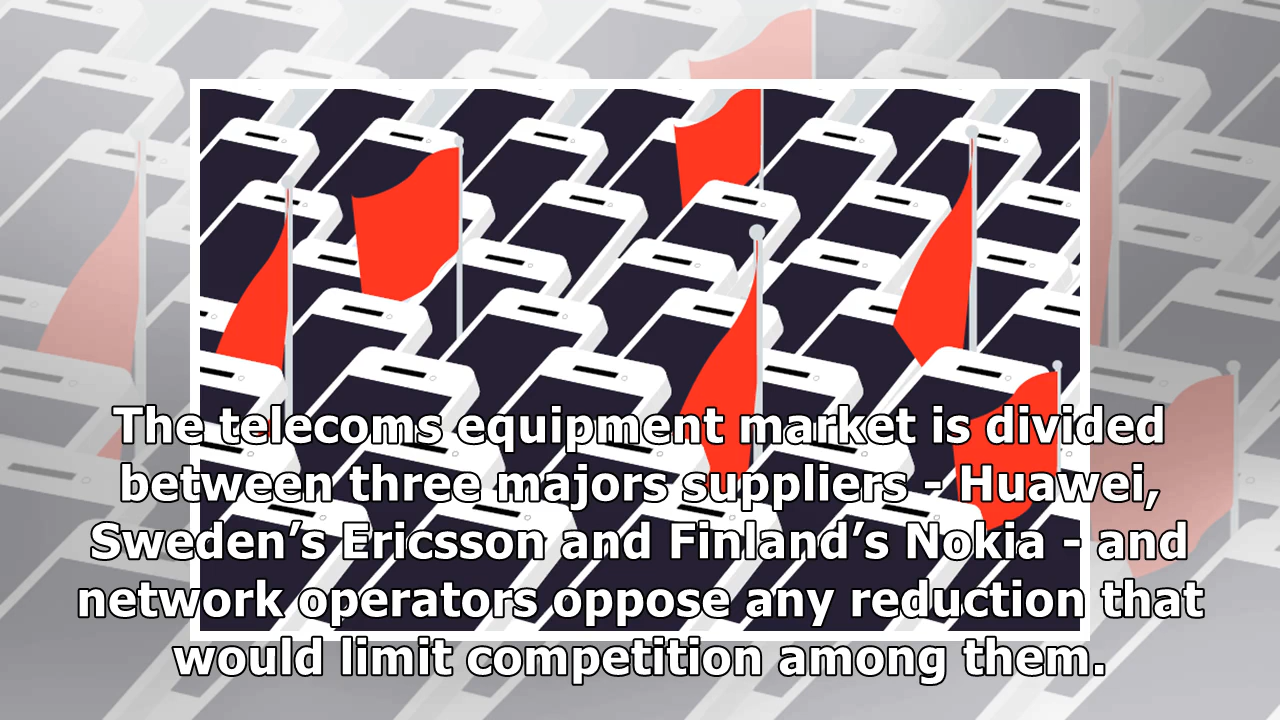 The telecoms equipment market is divided
between three majors suppliers - Huawei,
Sweden’s Ericsson and Finland’s Nokia - and
network operators oppose any reduction that
would limit competition among them.